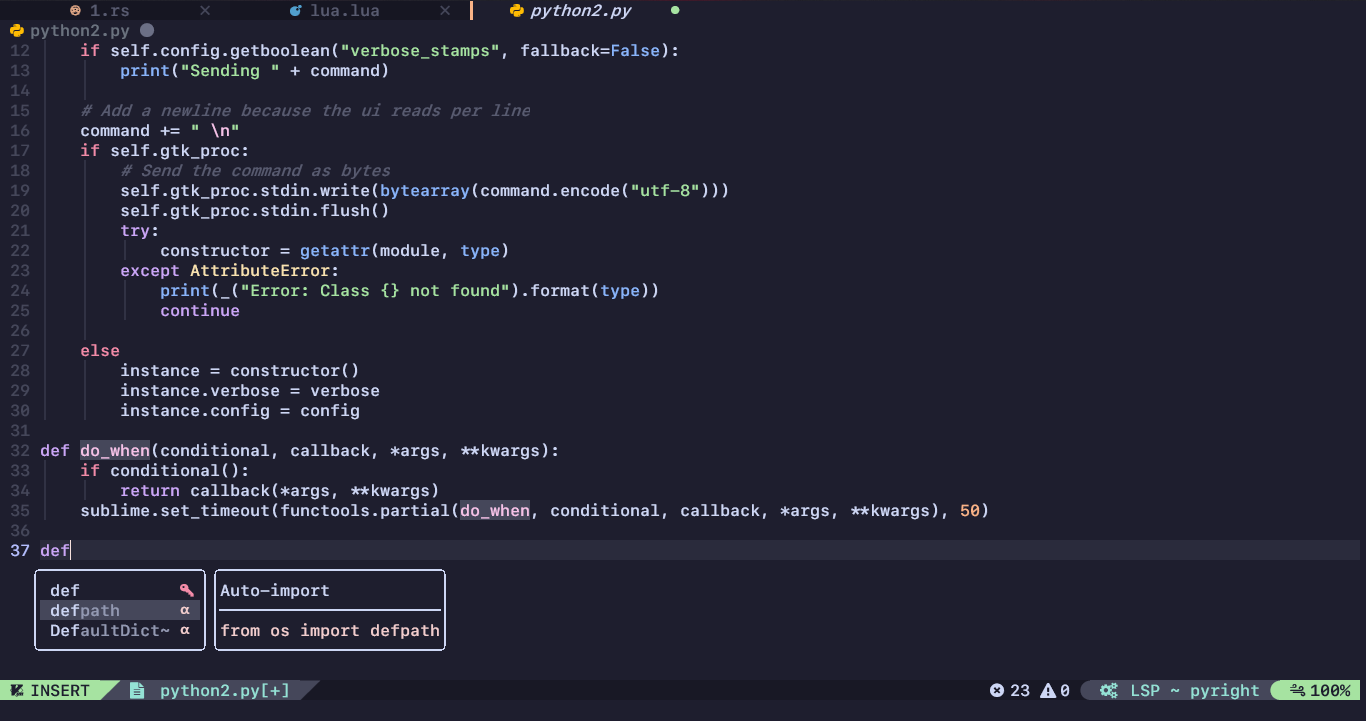 1.rs × lua.lua × python2.py
python2.py
12 if self.config.getboolean("verbose_stamps", fallback=False):
13 print("Sending " + command)
14
15 # Add a newline because the ui reads per line
16 command += " \n"
17 if self.gtk_proc:
18 # Send the command as bytes
19 self.gtk_proc.stdin.write(bytearray(command.encode("utf-8")))
20 self.gtk_proc.stdin.flush()
21 try:
22 constructor = getattr(module, type)
23 except AttributeError:
24 print(_("Error: Class {} not found").format(type))
25 continue
26
27 else
28 instance = constructor()
29 instance.verbose = verbose
30 instance.config = config
31
32 def do_when(conditional, callback, *args, **kwargs):
33 if conditional():
34 return callback(*args, **kwargs)
35 sublime.set_timeout(functools.partial(do_when, conditional, callback, *args, **kwargs), 50)
36
37 def
def Auto-import
defpath α
DefaultDict~ α from os import defpath
INSERT python2.py[+] 23 0 LSP ~ pyright 100%